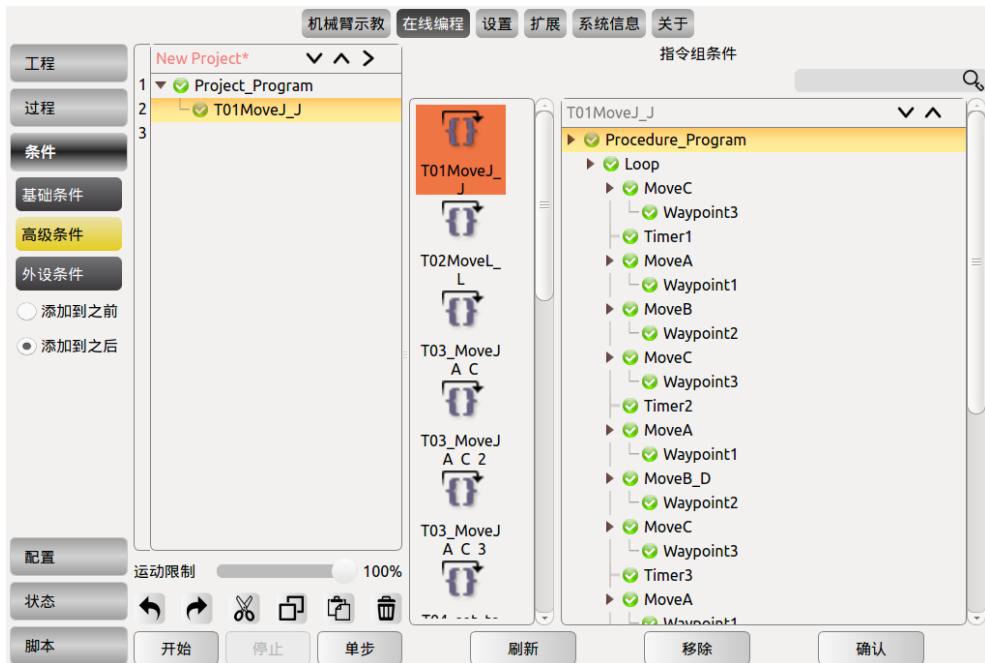 机械臂示教 在线编程 设置 扩展 系统信息 关于
工程
过程
条件
基础条件
高级条件
外设条件
添加到之前
添加到之后
配置
状态
脚本
New Project*
1 Project_Program
2 T01MoveJ_J
3
运动限制 100%
开始 停止 单步
指令组条件
T01MoveJ_
J
T02MoveL_
L
T03_MoveJ
A C
T03_MoveJ
A C 2
T03_MoveJ
A C 3
T01MoveJ_J
Procedure_Program
Loop
MoveC
Waypoint3
Timer1
MoveA
Waypoint1
MoveB
Waypoint2
MoveC
Waypoint3
Timer2
MoveA
Waypoint1
MoveB_D
Waypoint2
MoveC
Waypoint3
Timer3
MoveA
Waypoint1
刷新 移除 确认